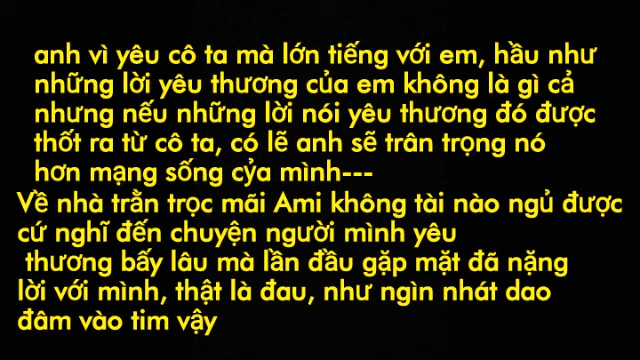 anh vì yêu cô ta mà lớn tiếng với em, hầu như
những lời yêu thương của em không là gì cả
nhưng nếu những lời nói yêu thương đó được
thốt ra từ cô ta, có lẽ anh sẽ trân trọng nó
hơn mạng sống cỷa mình---
Về nhà trằn trọc mãi Ami không tài nào ngủ được
cứ nghĩ đến chuyện người mình yêu
thương bấy lâu mà lần đầu gặp mặt đã nặng
lời với mình, thật là đau, như ngìn nhát dao
đâm vào tim vậy